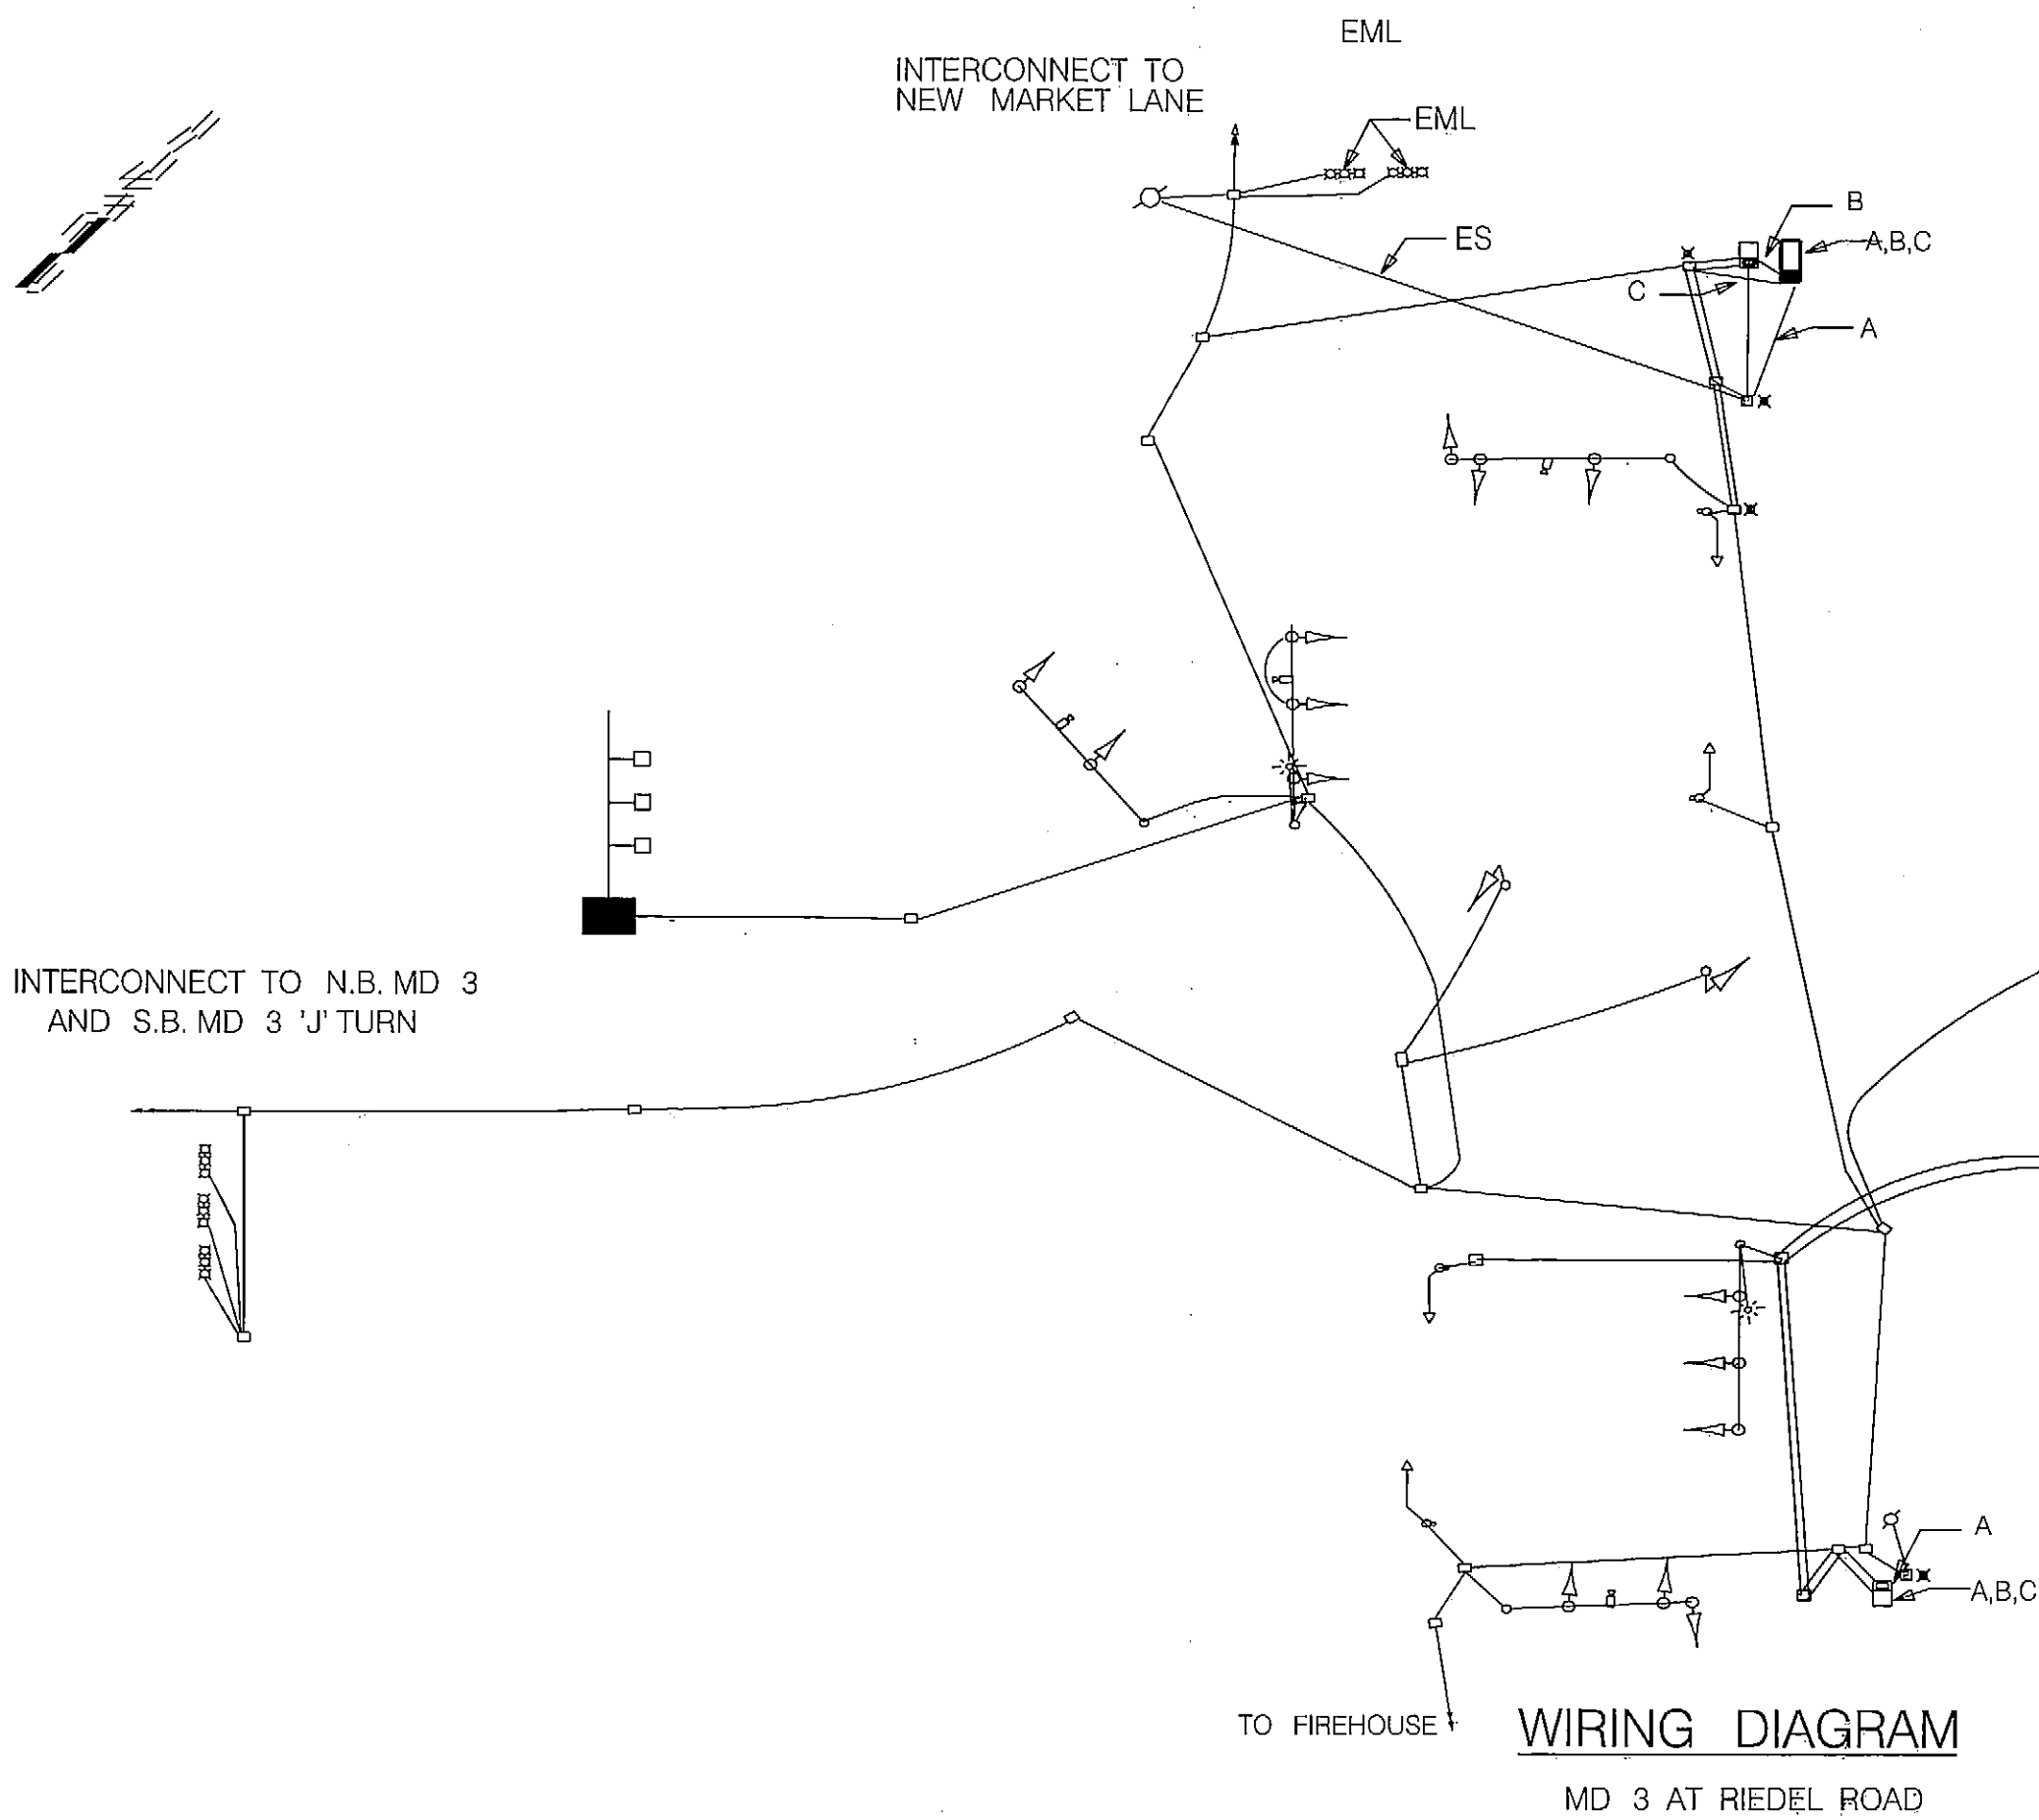 EML
INTERCONNECT TO
NEW MARKET LANE
EML
B
A,B,C
ES
C
A
INTERCONNECT TO N.B. MD 3
AND S.B. MD 3 'J' TURN
A
A,B,C
TO FIREHOUSE
WIRING DIAGRAM
MD 3 AT RIEDEL ROAD